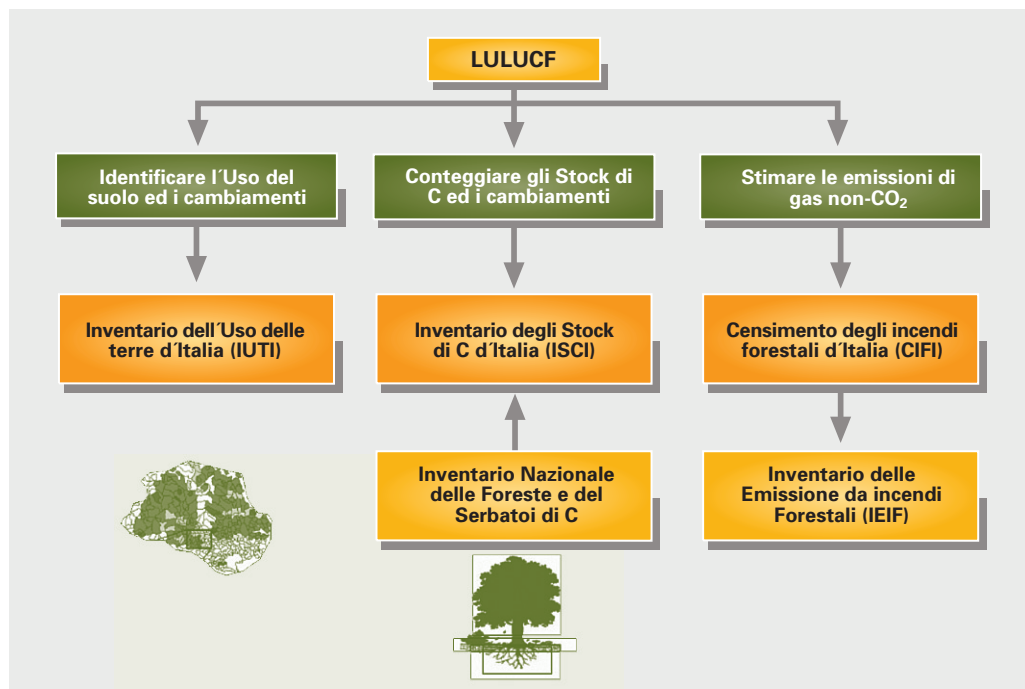 LULUCF
Identificare l´Uso del
suolo ed i cambiamenti
Conteggiare gli Stock di
C ed i cambiamenti
Stimare le emissioni di
gas non-CO₂
Inventario dell´Uso delle
terre d´Italia (IUTI)
Inventario degli Stock
di C d´Italia (ISCI)
Censimento degli incendi
forestali d´Italia (CIFI)
Inventario Nazionale
delle Foreste e del
Serbatoi di C
Inventario delle
Emissione da incendi
Forestali (IEIF)